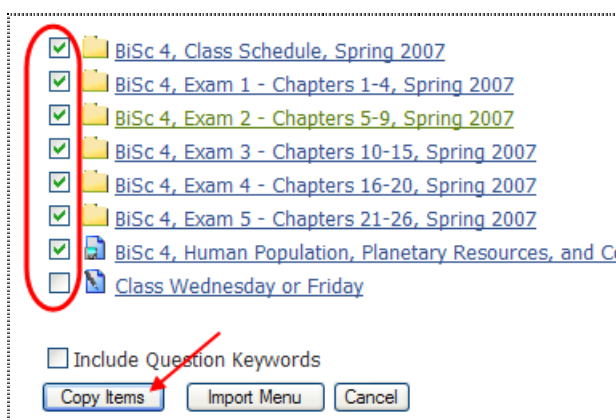 BiSc 4, Class Schedule, Spring 2007
BiSc 4, Exam 1 - Chapters 1-4, Spring 2007
BiSc 4, Exam 2 - Chapters 5-9, Spring 2007
BiSc 4, Exam 3 - Chapters 10-15, Spring 2007
BiSc 4, Exam 4 - Chapters 16-20, Spring 2007
BiSc 4, Exam 5 - Chapters 21-26, Spring 2007
BiSc 4, Human Population, Planetary Resources, and
Class Wednesday or Friday
Include Question Keywords
Copy Items Import Menu Cancel